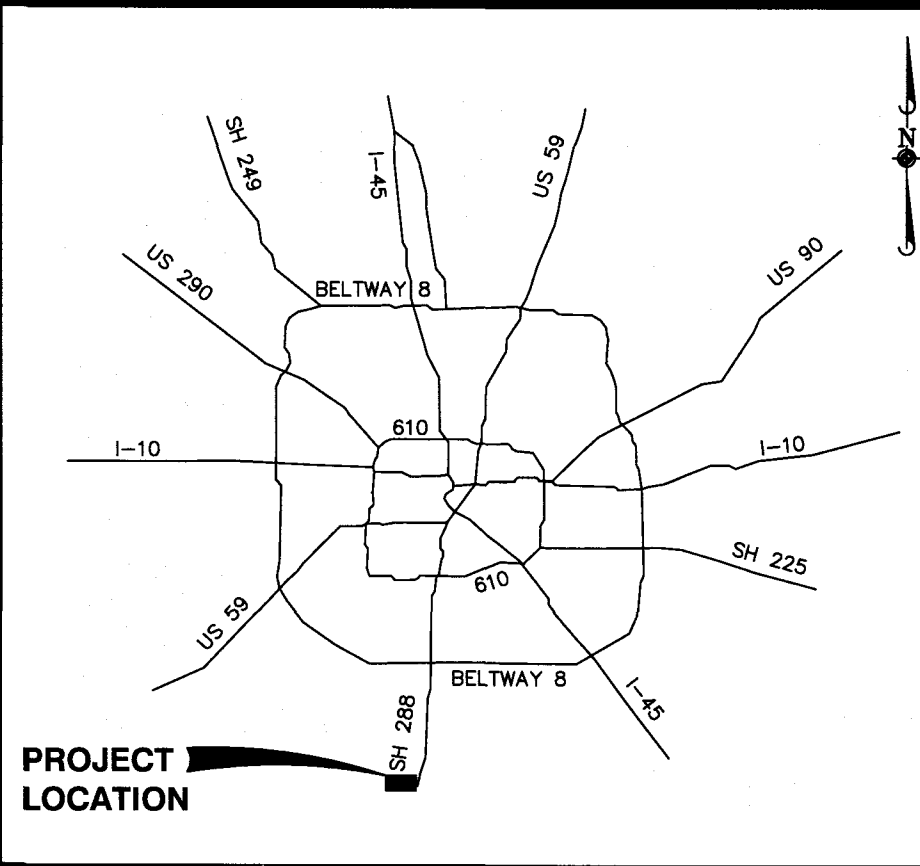 SH 249
I-45
US 59
N
US 290
US 90
BELTWAY 8
610
I-10
I-10
SH 225
610
US 59
BELTWAY 8
I-45
SH 288
PROJECT
LOCATION